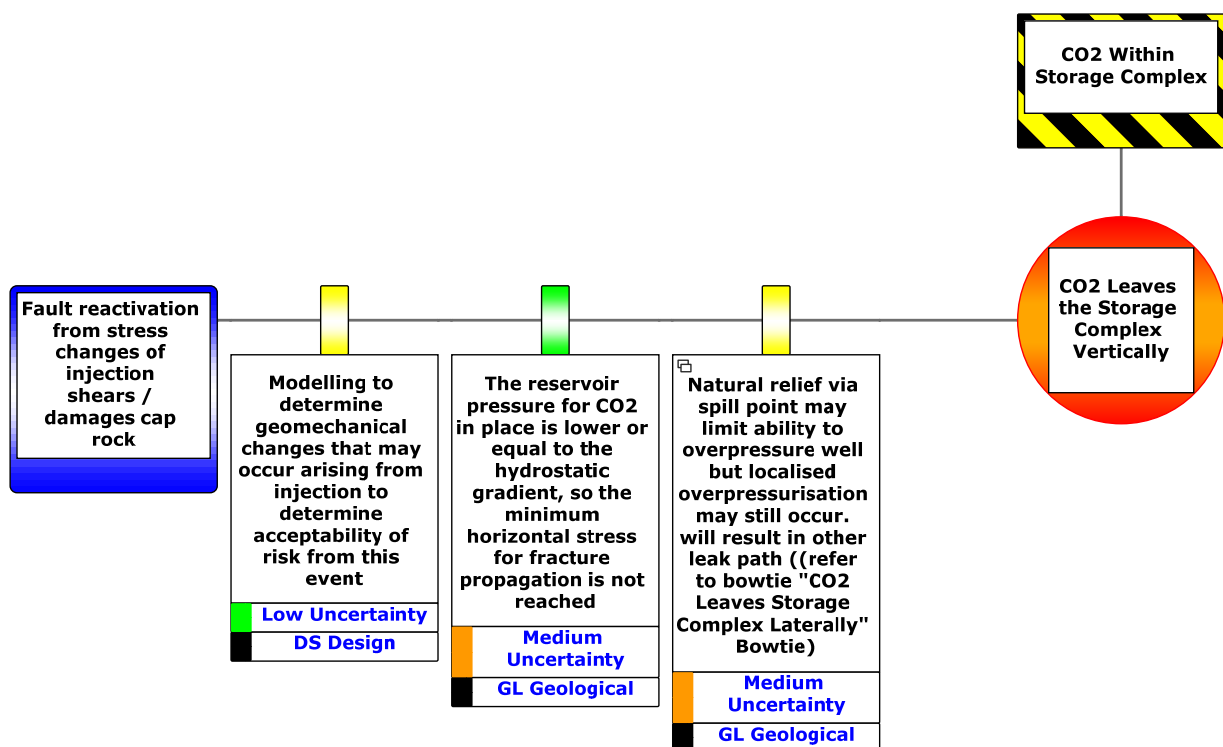 CO2 Within
Storage Complex
CO2 Leaves
the Storage
Complex
Vertically
Fault reactivation
from stress
changes of
injection
shears /
damages cap
rock
Modelling to
determine
geomechanical
changes that may
occur arising from
injection to
determine
acceptability of
risk from this
event
Low Uncertainty
DS Design
The reservoir
pressure for CO2
in place is lower or
equal to the
hydrostatic
gradient, so the
minimum
horizontal stress
for fracture
propagation is not
reached
Medium
Uncertainty
GL Geological
Natural relief via
spill point may
limit ability to
overpressure well
but localised
overpressurisation
may still occur.
will result in other
leak path ((refer
to bowtie "CO2
Leaves Storage
Complex Laterally"
Bowtie)
Medium
Uncertainty
GL Geological